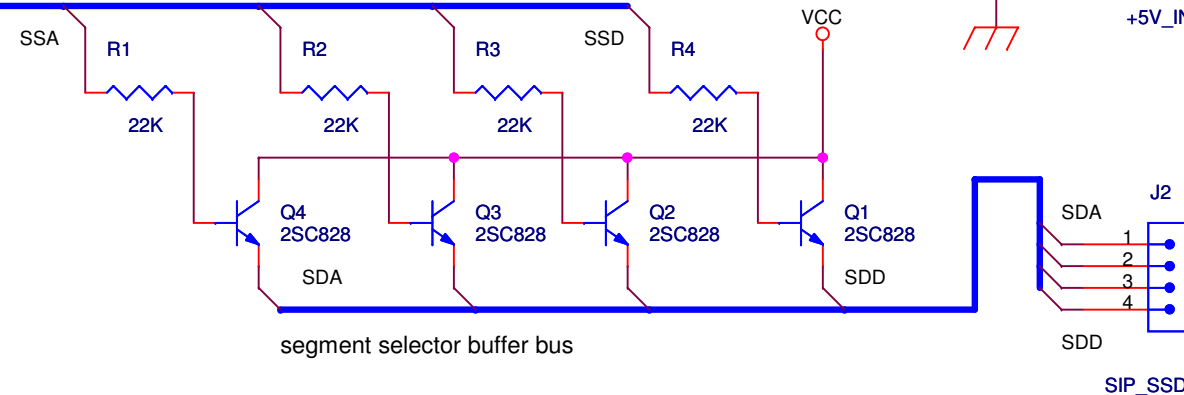 VCC
+5V_IN
SSA
R1
R2
R3
SSD
R4
22K
22K
22K
22K
J2
Q4
2SC828
Q3
2SC828
Q2
2SC828
Q1
2SC828
SDA
1
2
3
4
SDA
SDD
segment selector buffer bus
SDD
SIP_SSD